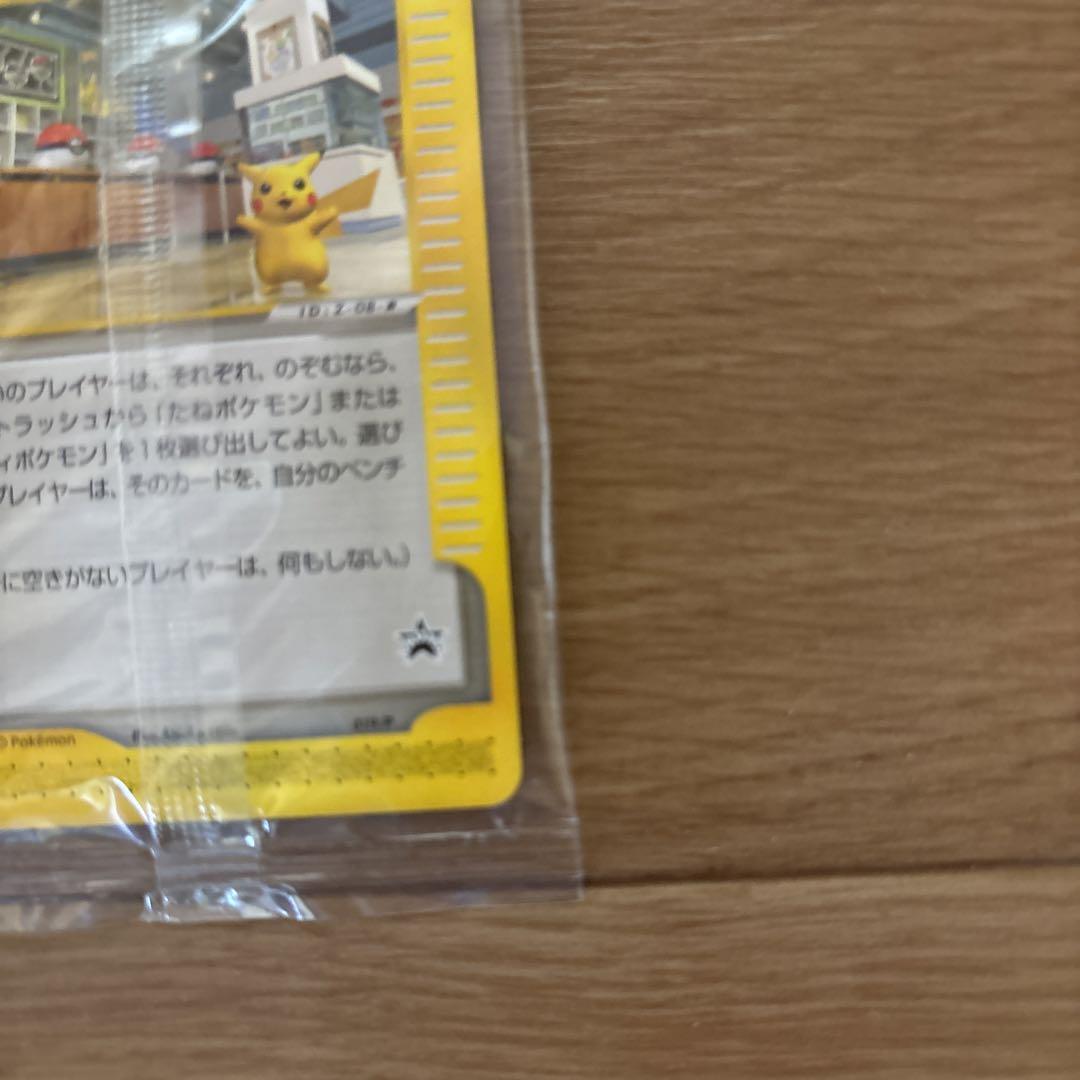 ID:2-08-#
いのプレイヤーは、それぞれ、のぞむなら、
トラッシュから「たねポケモン」または
ィポケモン」を1枚選び出してよい。選び
プレイヤーは、そのカードを、自分のベンチ
に空きがないプレイヤーは、何もしない。)
© Pokémon